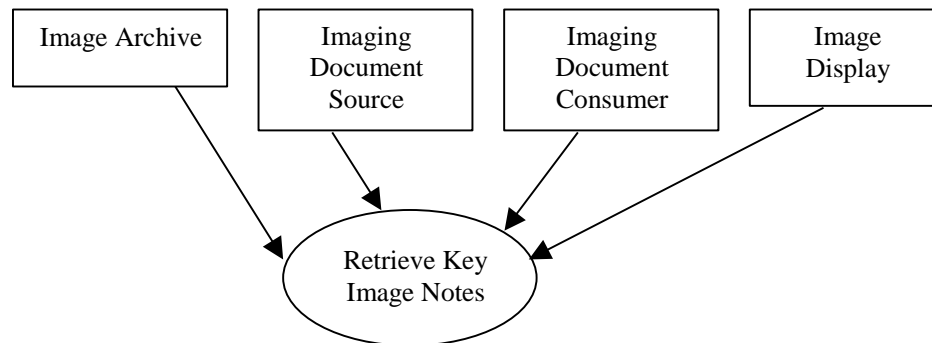 Image Archive
Imaging
Document
Source
Imaging
Document
Consumer
Image
Display
Retrieve Key
Image Notes